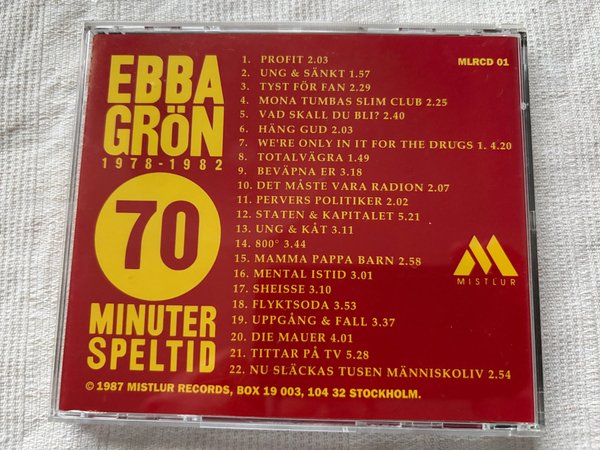 EBBA
GRÖN
1978-1982
70
MINUTER
SPELTID
1. PROFIT 2.03
2. UNG & SÄNKT 1.57
3. TYST FÖR FAN 2.29
4. MONA TUMBAS SLIM CLUB 2.25
5. VAD SKALL DU BLI? 2.40
6. HÄNG GUD 2.03
7. WE'RE ONLY IN IT FOR THE DRUGS 1. 4.20
8. TOTALVÄGRA 1.49
9. BEVÄPNA ER 3.18
10. DET MÅSTE VARA RADION 2.07
11. PERVERS POLITIKER 2.02
12. STATEN & KAPITALET 5.21
13. UNG & KÅT 3.11
14. 800° 3.44
15. MAMMA PAPPA BARN 2.58
16. MENTAL ISTID 3.01
17. SHEISSE 3.10
18. FLYKTSODA 3.53
19. UPPGÅNG & FALL 3.37
20. DIE MAUER 4.01
21. TITTAR PÅ TV 5.28
22. NU SLÄCKAS TUSEN MÄNNISKOLIV 2.54
MLRCD 01
MISTLUR
© 1987 MISTLUR RECORDS, BOX 19 003, 104 32 STOCKHOLM.